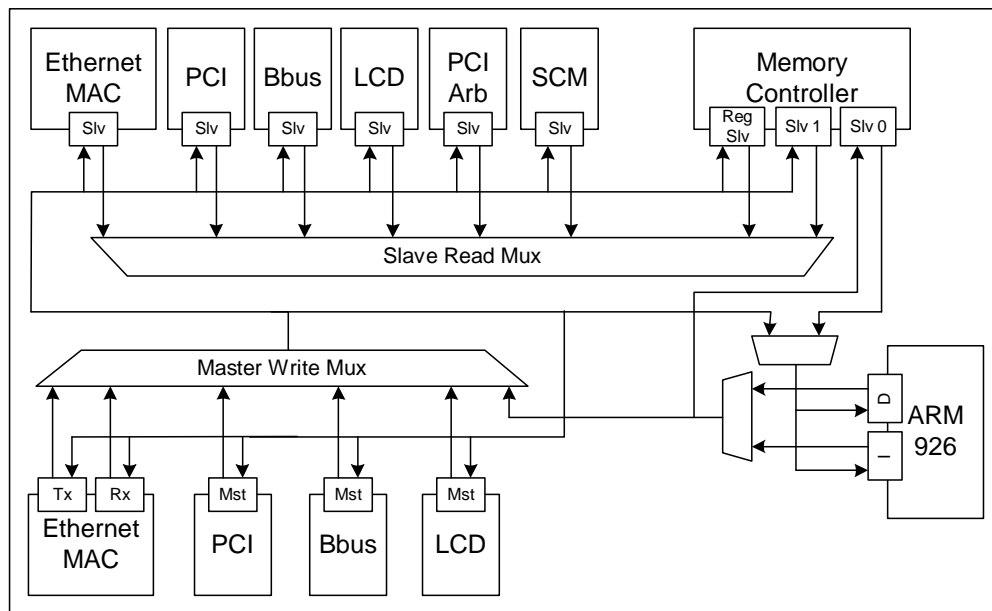 Ethernet
MAC
Slv
PCI
Slv
Bbus
Slv
LCD
Slv
PCI
Arb
Slv
SCM
Slv
Memory
Controller
Reg
Slv
Slv 1
Slv 0
Slave Read Mux
Master Write Mux
D
I
ARM
926
Tx
Rx
Ethernet
MAC
Mst
PCI
Mst
Bbus
Mst
LCD